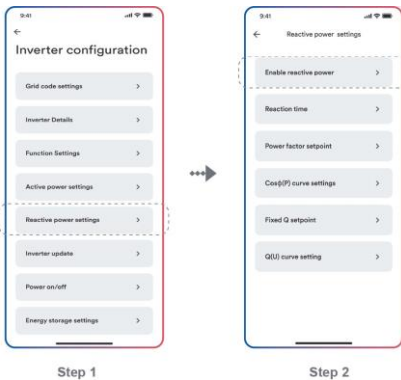 9:41
Inverter configuration
Grid code settings
Inverter Details
Function Settings
Active power settings
Reactive power settings
Inverter update
Power on/off
Energy storage settings
Step 1
9:41
Reactive power settings
Enable reactive power
Reaction time
Power factor setpoint
Cosϕ(P) curve settings
Fixed Q setpoint
Q(U) curve setting
Step 2